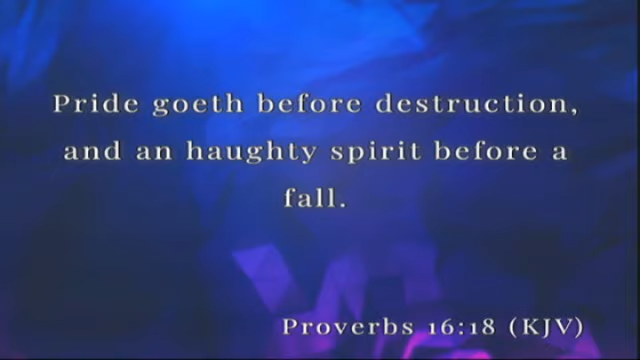 Pride goeth before destruction,
and an haughty spirit before a
fall.
Proverbs 16:18 (KJV)